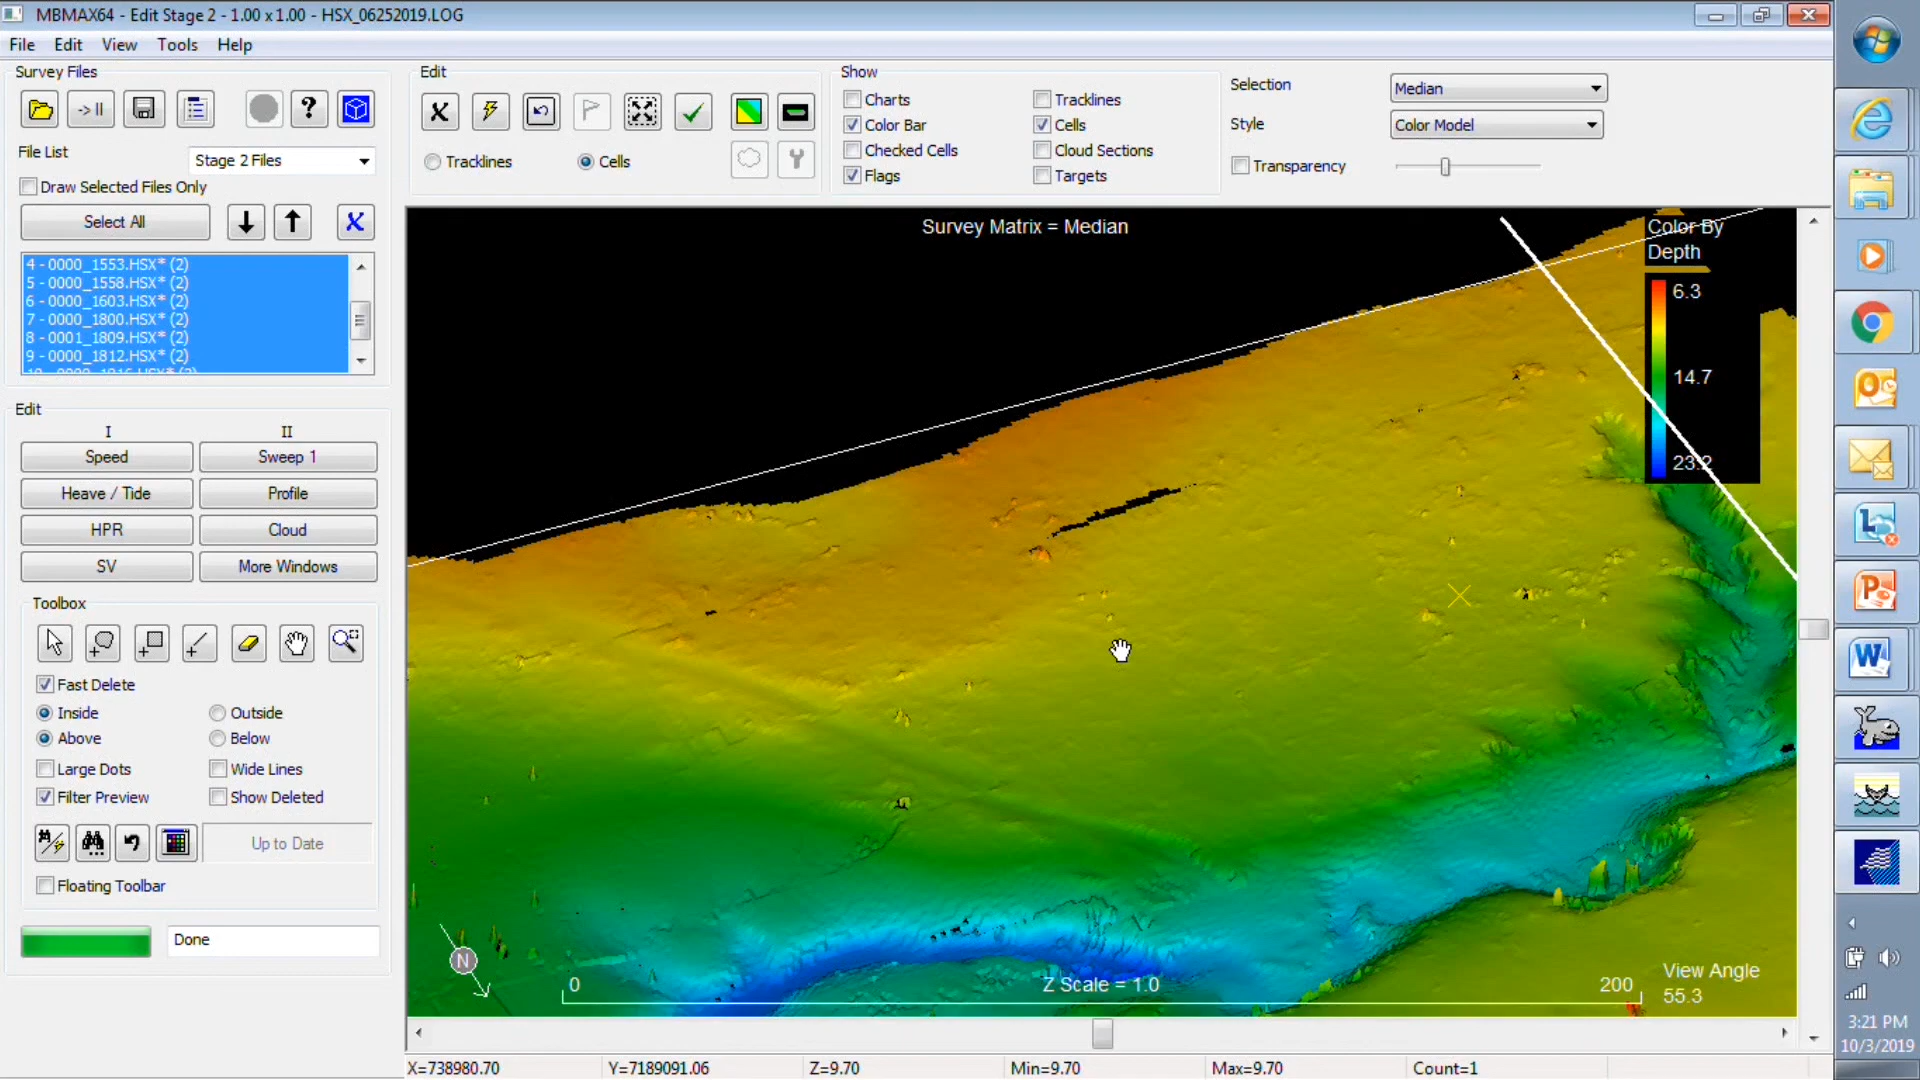 MBMAX64 - Edit Stage 2 - 1.00 x 1.00 - HSX_06252019.LOG
File Edit View Tools Help
Survey Files
-> II
?
File List
Stage 2 Files
Draw Selected Files Only
Select All
X
4 - 0000_1553.HSX* (2)
5 - 0000_1558.HSX* (2)
6 - 0000_1603.HSX* (2)
7 - 0000_1800.HSX* (2)
8 - 0001_1809.HSX* (2)
9 - 0000_1812.HSX* (2)
Edit
I II
Speed Sweep 1
Heave / Tide Profile
HPR Cloud
SV More Windows
Toolbox
Fast Delete
Inside Outside
Above Below
Large Dots Wide Lines
Filter Preview Show Deleted
Up to Date
Floating Toolbar
Done
Edit
X
Tracklines Cells
Show
Charts Tracklines
Color Bar Cells
Checked Cells Cloud Sections
Flags Targets
Selection Median
Style Color Model
Transparency
Survey Matrix = Median
Color By
Depth
6.3
14.7
23.2
N
0 Z Scale = 1.0 200
View Angle
55.3
X=738980.70 Y=7189091.06 Z=9.70 Min=9.70 Max=9.70 Count=1
3:21 PM
10/3/2019